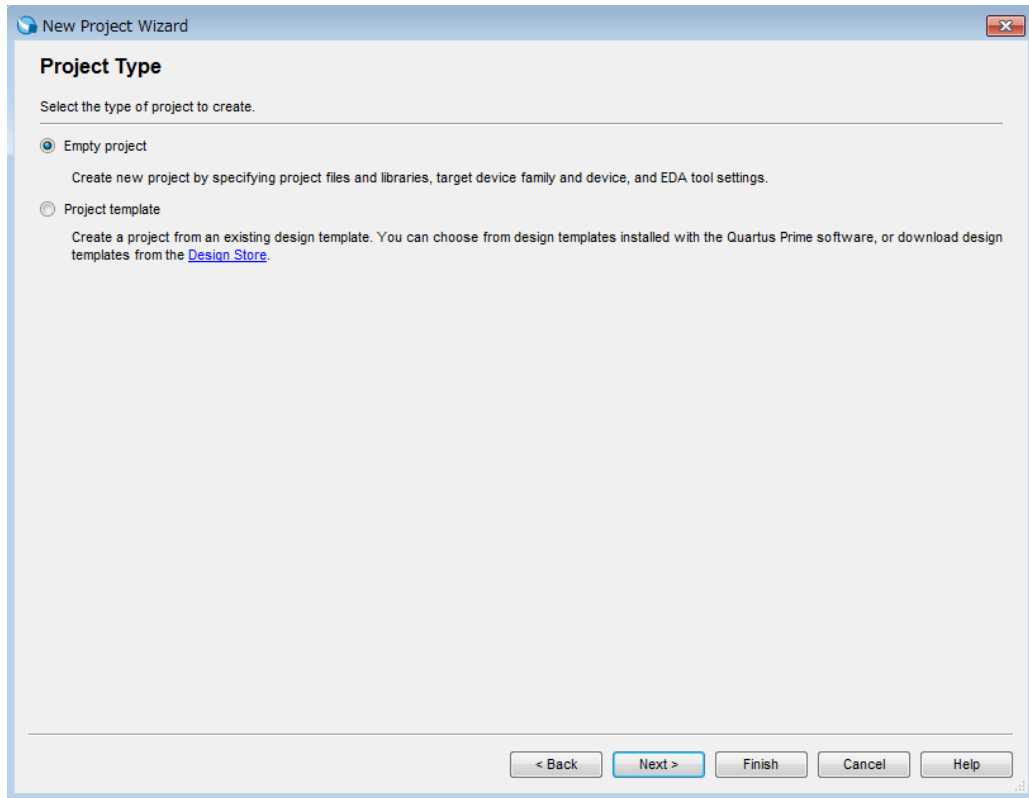 New Project Wizard
Project Type
Select the type of project to create.
Empty project
Create new project by specifying project files and libraries, target device family and device, and EDA tool settings.
Project template
Create a project from an existing design template. You can choose from design templates installed with the Quartus Prime software, or download design
templates from the Design Store.
< Back Next > Finish Cancel Help